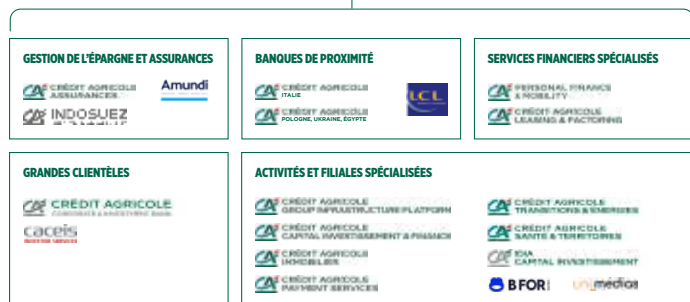 GESTION DE L'ÉPARGNE ET ASSURANCES
CRÉDIT AGRICOLE
ASSURANCES
Amundi
INDOSUEZ
BANQUES DE PROXIMITÉ
CRÉDIT AGRICOLE
ITALIE
CRÉDIT AGRICOLE
POLOGNE, UKRAINE, ÉGYPTE
LCL
SERVICES FINANCIERS SPÉCIALISÉS
PERSONAL FINANCE
& MOBILITY
CRÉDIT AGRICOLE
LEASING & FACTORING
GRANDES CLIENTÈLES
CRÉDIT AGRICOLE
CORPORATE & INVESTMENT BANK
caceis
INVESTOR SERVICES
ACTIVITÉS ET FILIALES SPÉCIALISÉES
CRÉDIT AGRICOLE
GROUP INFRASTRUCTURE PLATFORM
CRÉDIT AGRICOLE
CAPITAL INVESTISSEMENT & FINANCE
CRÉDIT AGRICOLE
IMMOBILIER
CRÉDIT AGRICOLE
PAYMENT SERVICES
CRÉDIT AGRICOLE
TRANSITIONS & ENERGIES
CRÉDIT AGRICOLE
SANTÉ & TERRITOIRES
IDIA
CAPITAL INVESTISSEMENT
BFOR
unimédias